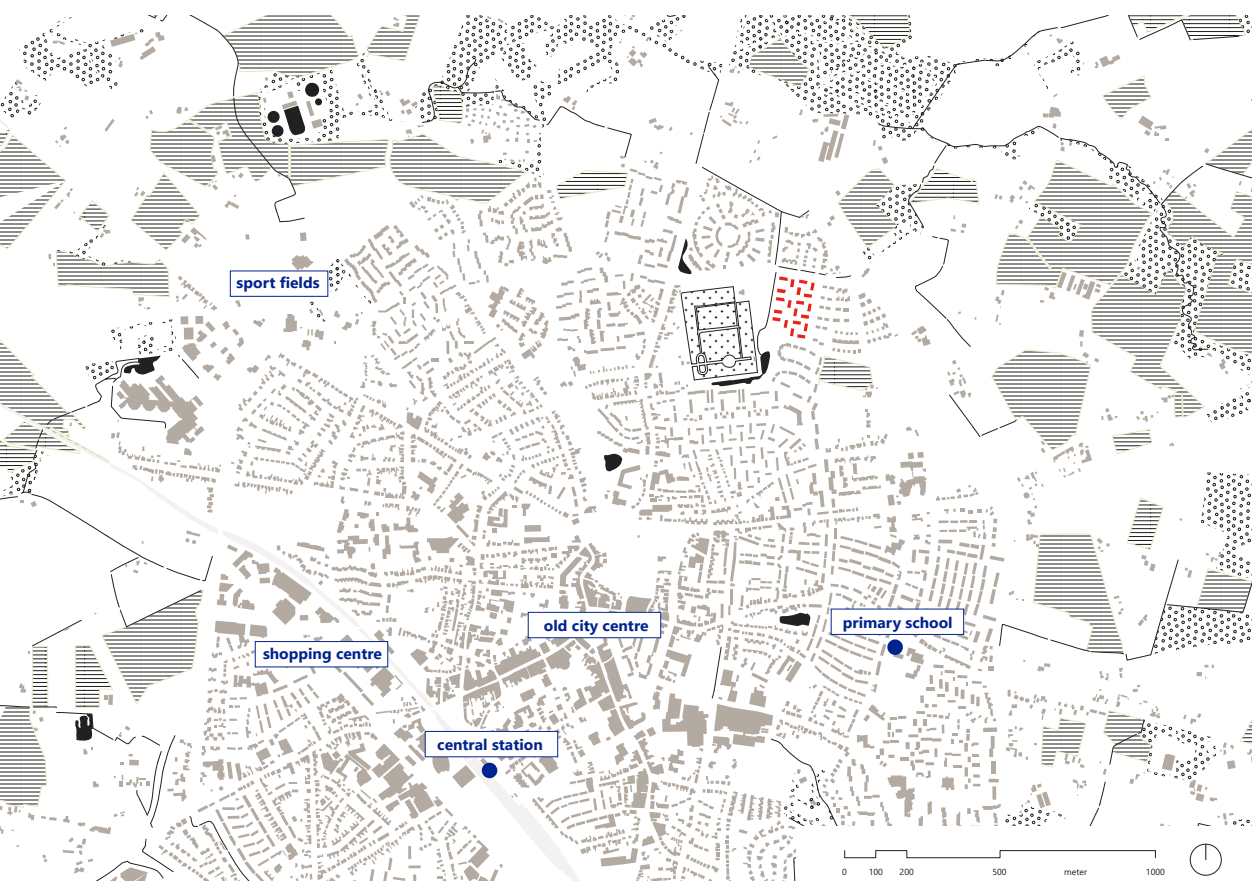 sport fields
old city centre
primary school
shopping centre
central station
0 100 200 500 meter 1000